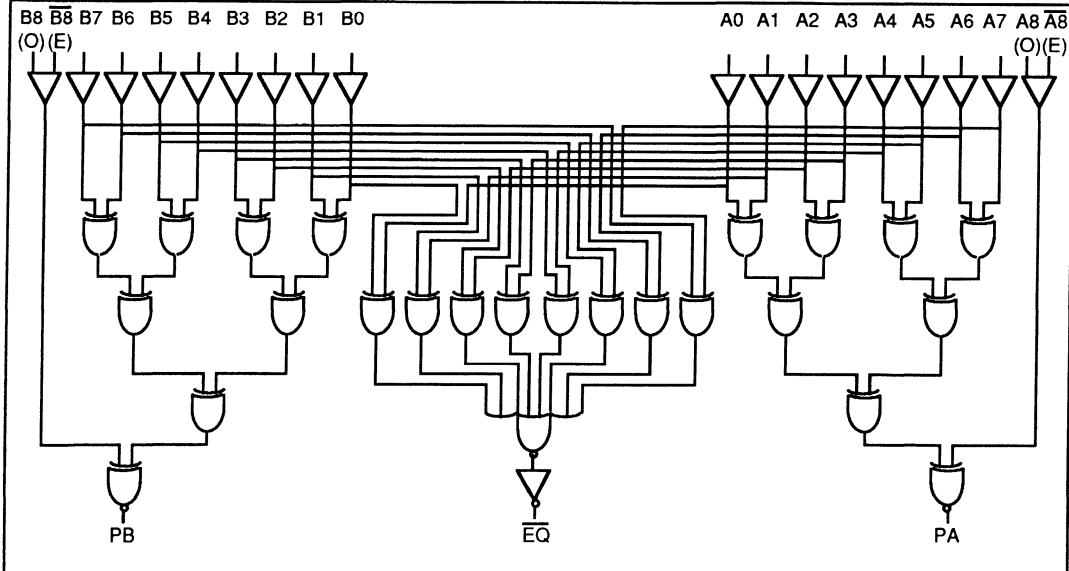 B8 B̅8̅ B7 B6 B5 B4 B3 B2 B1 B0 A0 A1 A2 A3 A4 A5 A6 A7 A8 A̅8̅
(O) (E) (O) (E)
PB E̅Q̅ PA